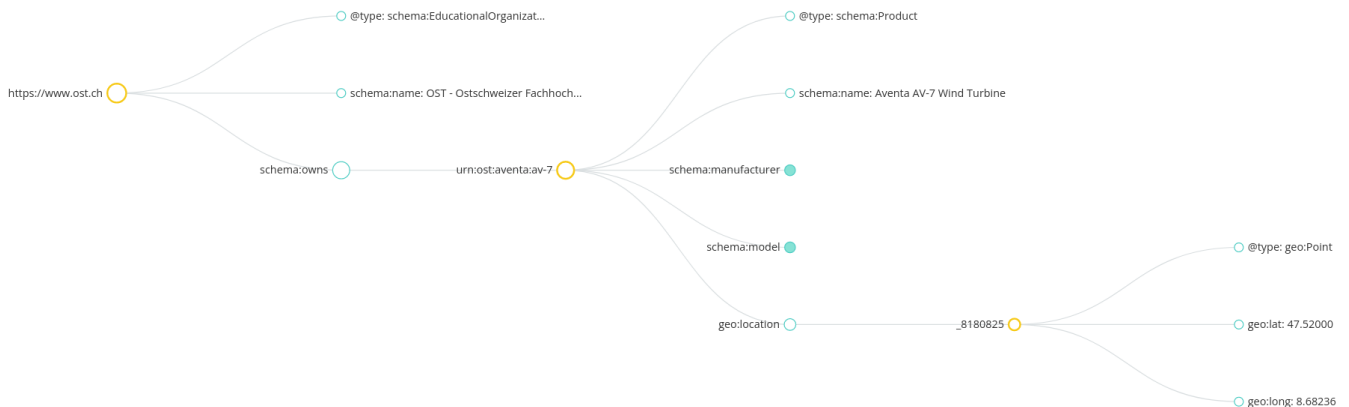 @type: schema:EducationalOrganizat...
@type: schema:Product
https://www.ost.ch
schema:name: OST - Ostschweizer Fachhoch...
schema:name: Aventa AV-7 Wind Turbine
schema:owns
urn:ost:aventa:av-7
schema:manufacturer
schema:model
@type: geo:Point
geo:location
_8180825
geo:lat: 47.52000
geo:long: 8.68236